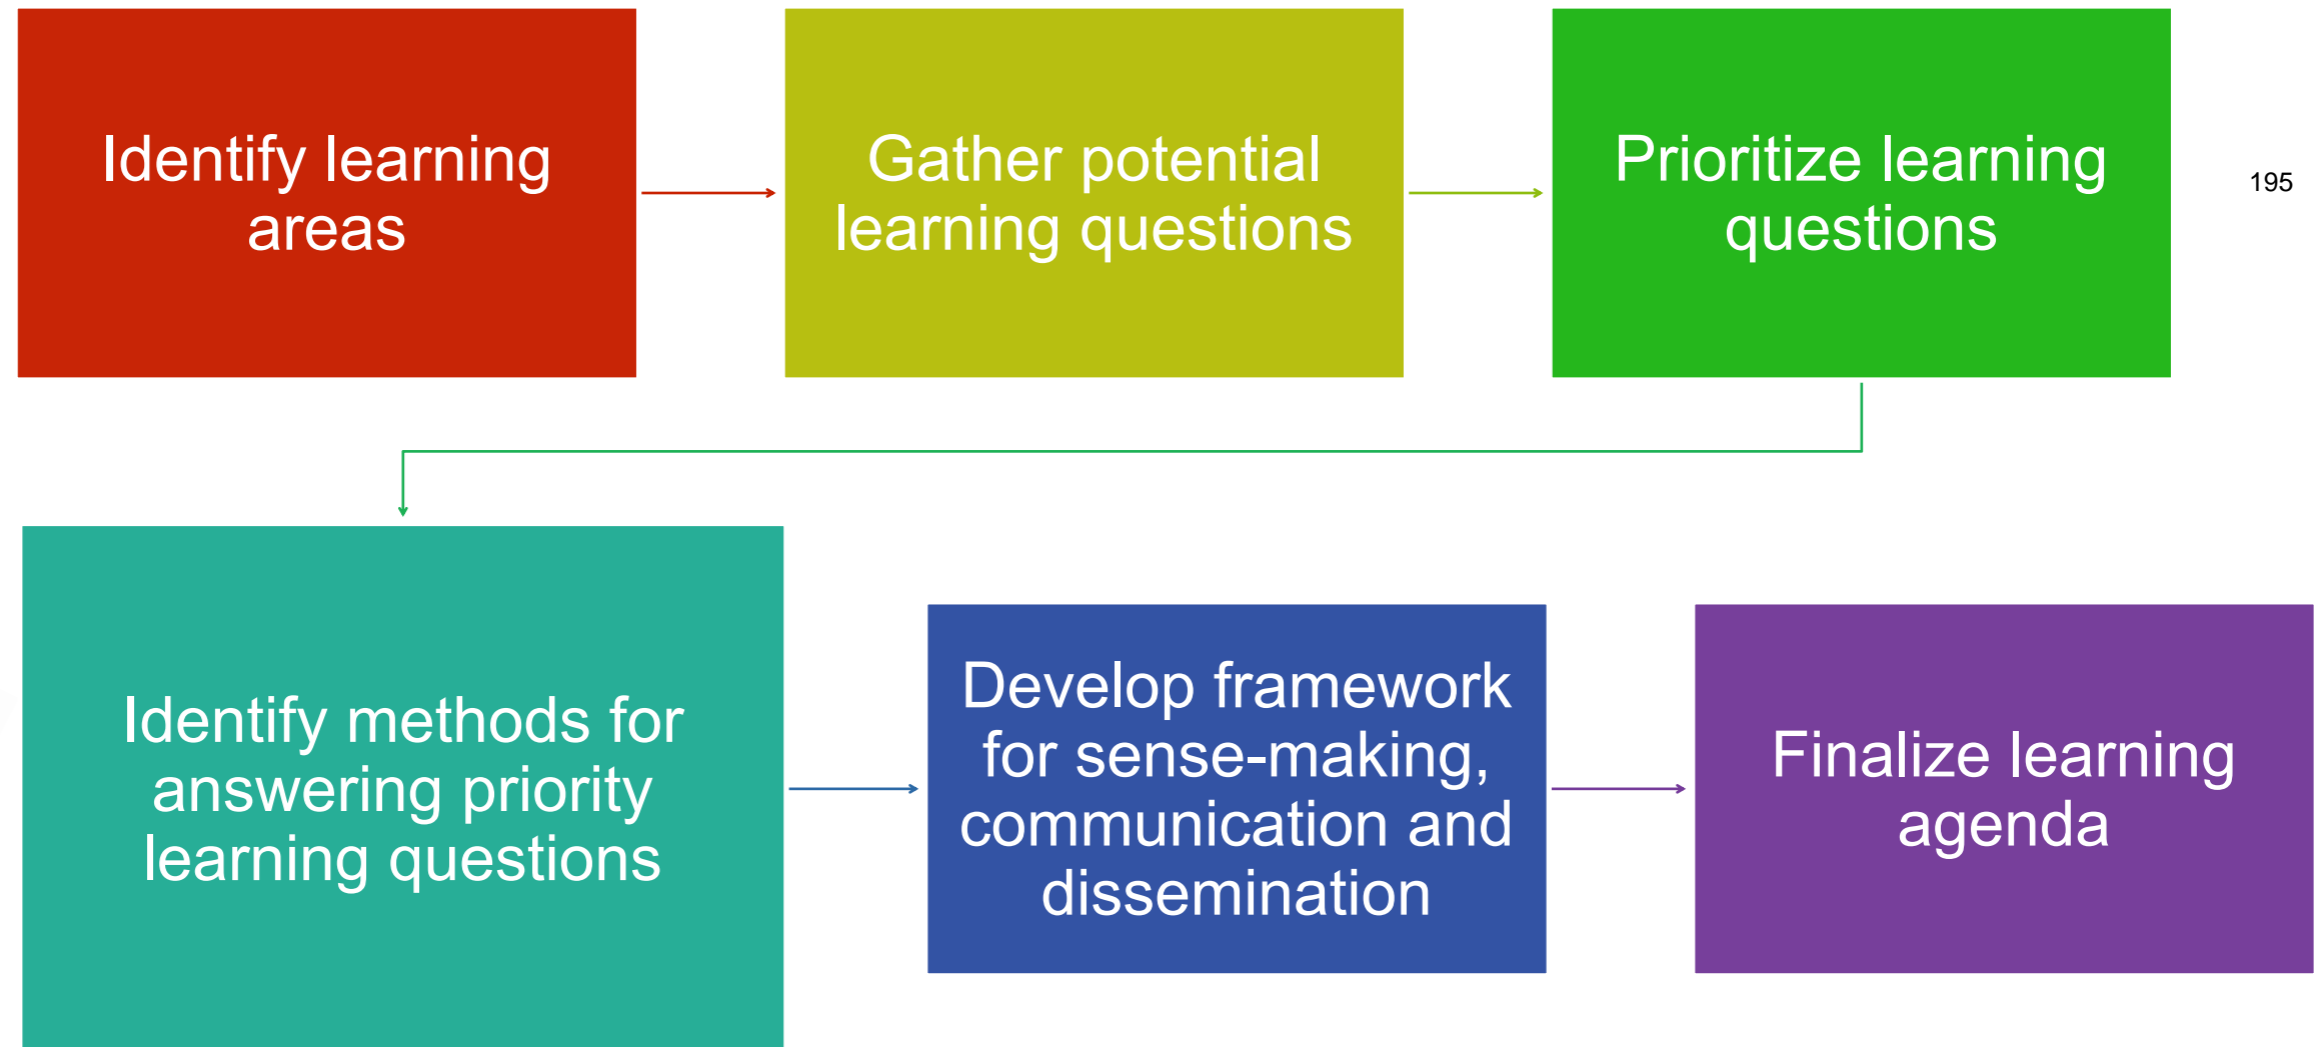 Identify learning
areas
Gather potential
learning questions
Prioritize learning
questions
195
Identify methods for
answering priority
learning questions
Develop framework
for sense-making,
communication and
dissemination
Finalize learning
agenda